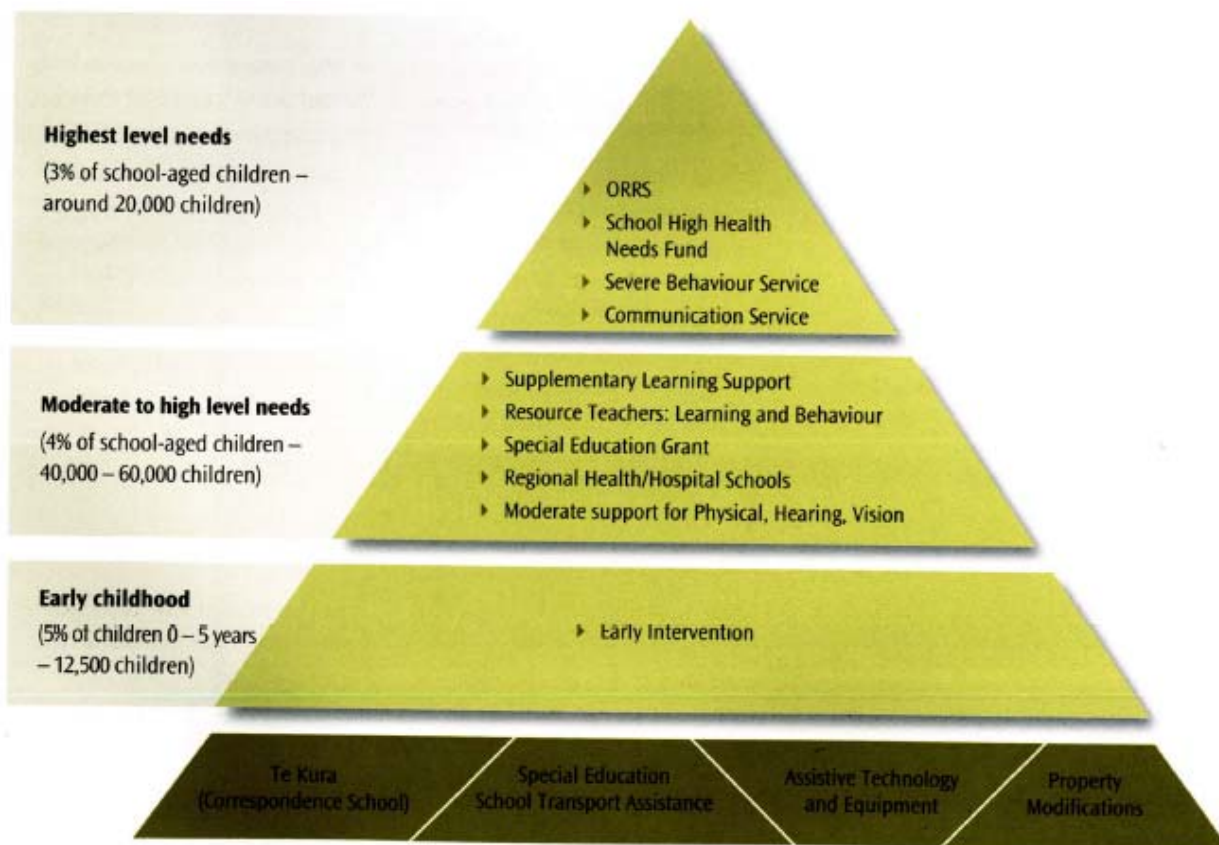 Highest level needs
(3% of school-aged children –
around 20,000 children)
▸ ORRS
▸ School High Health
Needs Fund
▸ Severe Behaviour Service
▸ Communication Service
Moderate to high level needs
(4% of school-aged children –
40,000 – 60,000 children)
▸ Supplementary Learning Support
▸ Resource Teachers: Learning and Behaviour
▸ Special Education Grant
▸ Regional Health/Hospital Schools
▸ Moderate support for Physical, Hearing, Vision
Early childhood
(5% of children 0 – 5 years
– 12,500 children)
▸ Early Intervention
Te Kura
(Correspondence School)
Special Education
School Transport Assistance
Assistive Technology
and Equipment
Property
Modifications